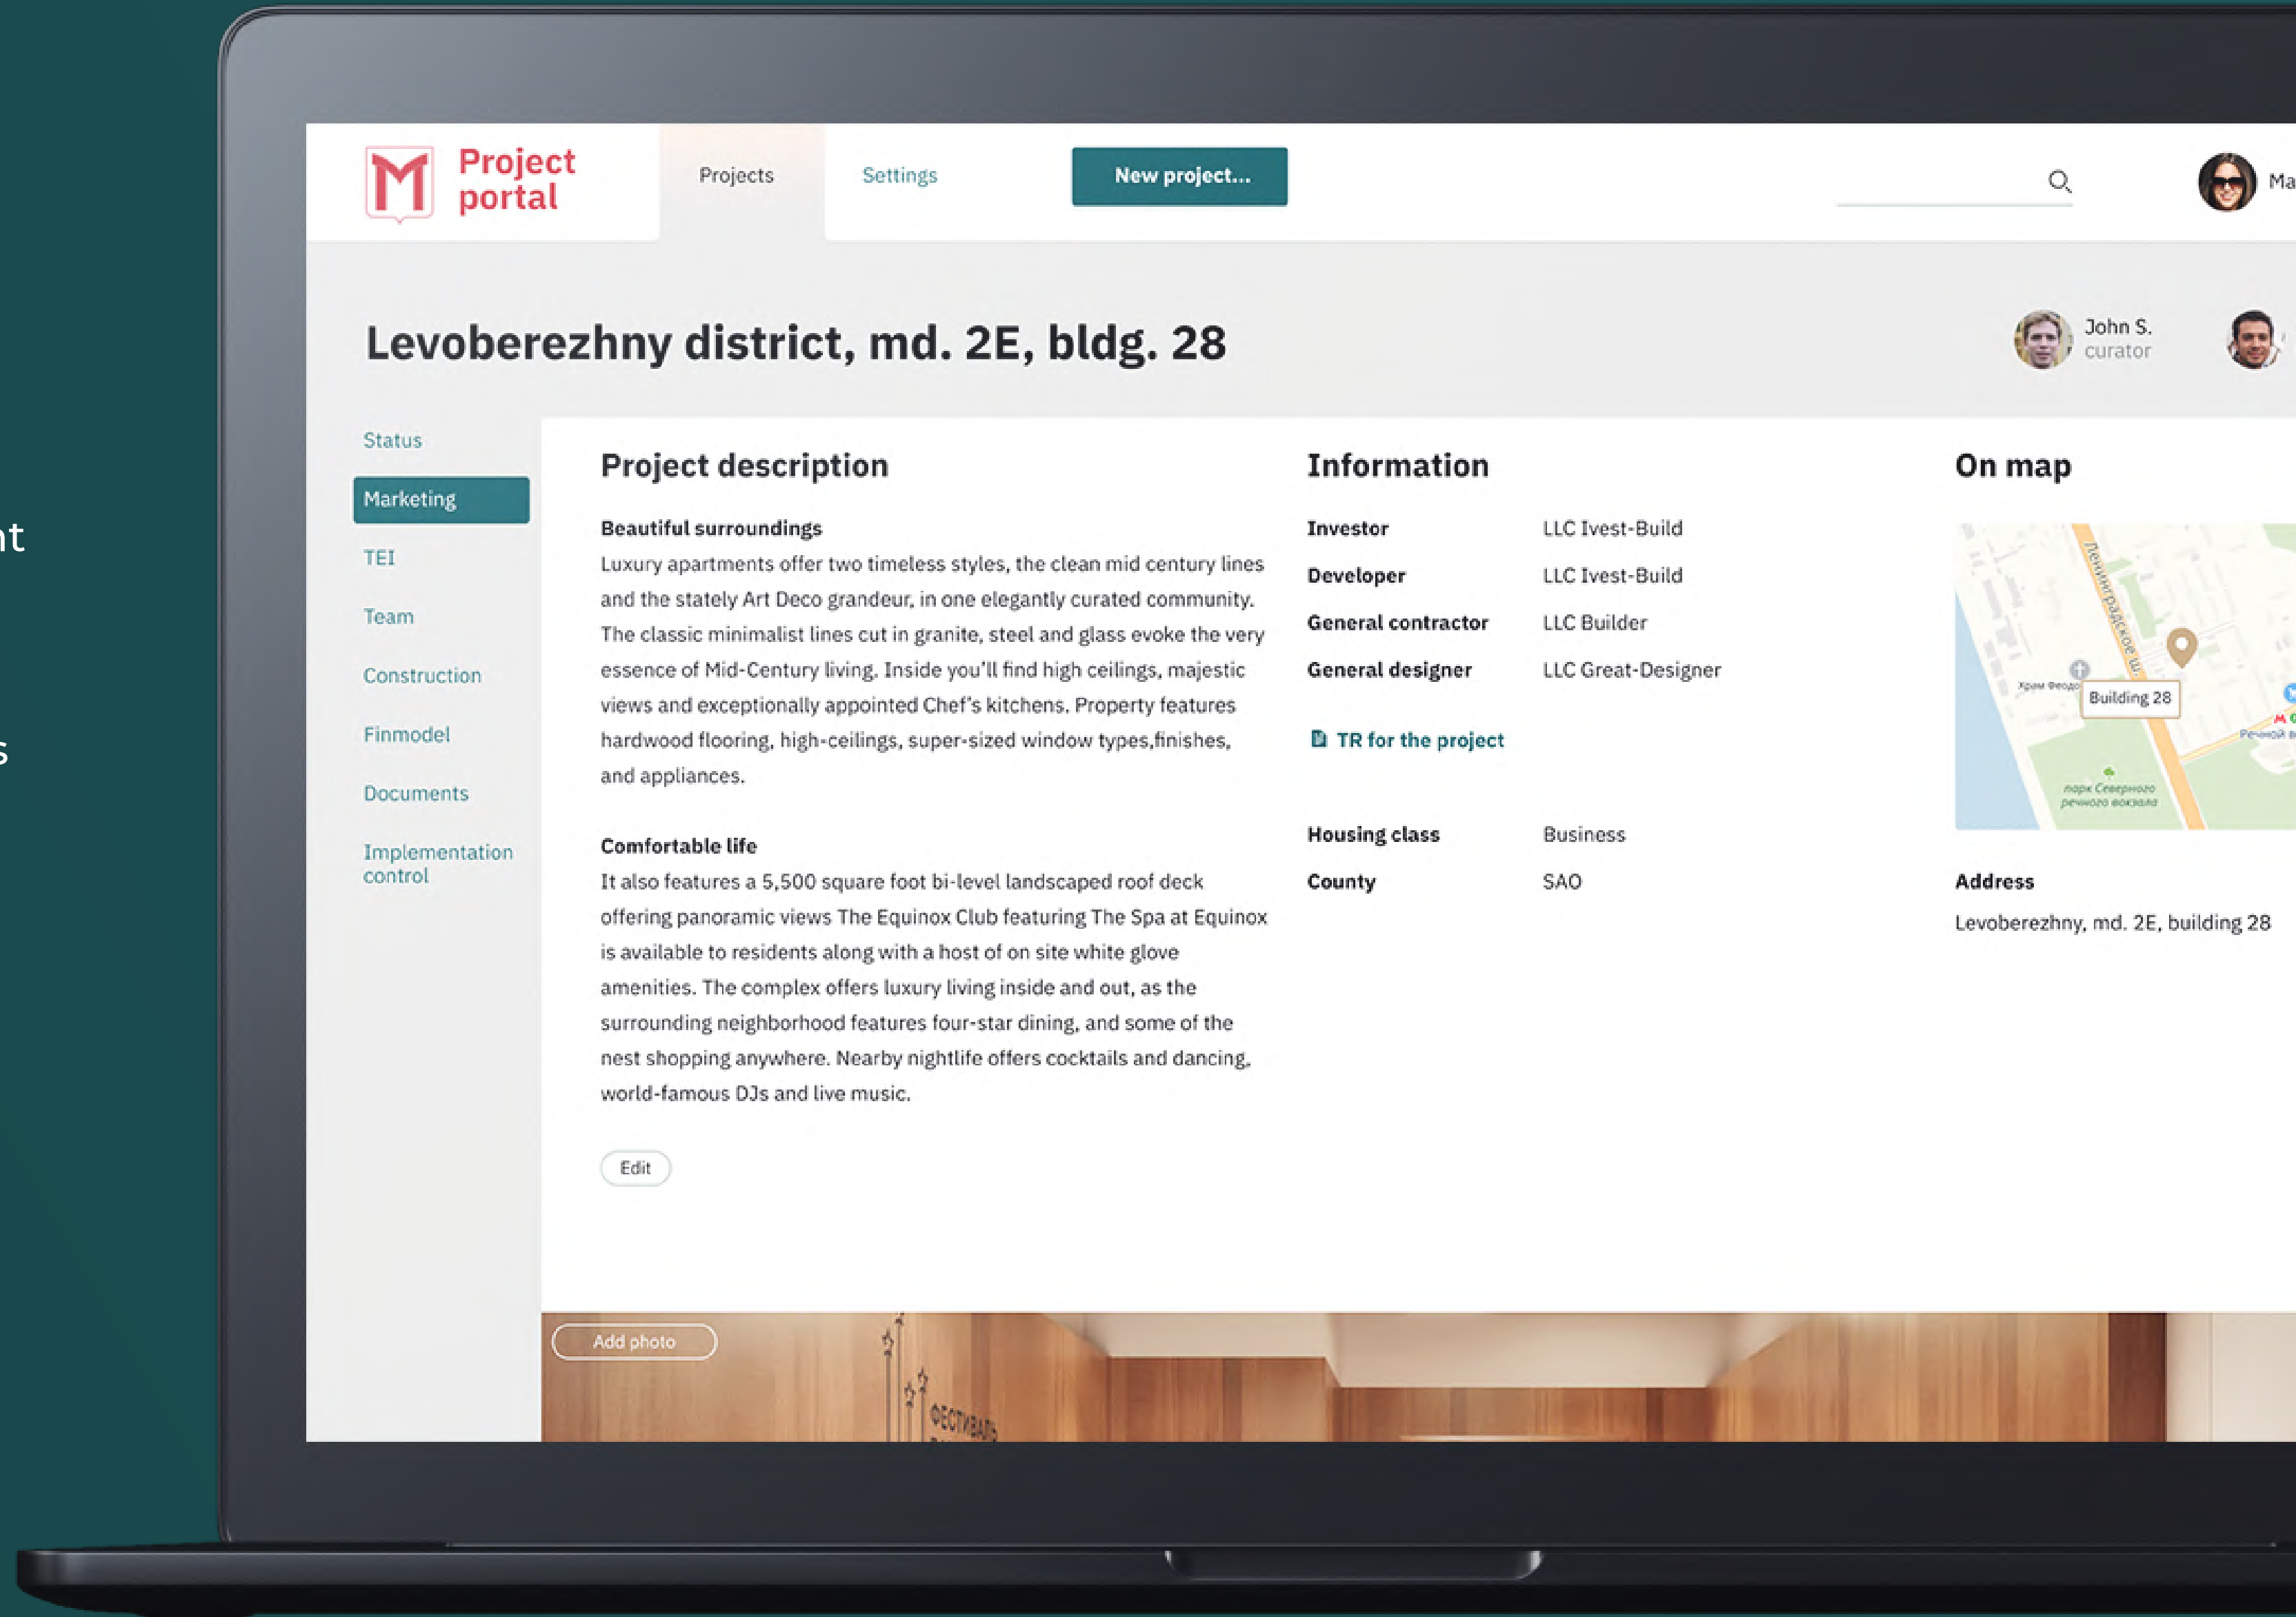 Project
portal
Projects
Settings
New project...
Levoberezhny district, md. 2E, bldg. 28
John S.
curator
Status
Marketing
TEI
Team
Construction
Finmodel
Documents
Implementation
control
Project description
Beautiful surroundings
Luxury apartments offer two timeless styles, the clean mid century lines
and the stately Art Deco grandeur, in one elegantly curated community.
The classic minimalist lines cut in granite, steel and glass evoke the very
essence of Mid-Century living. Inside you'll find high ceilings, majestic
views and exceptionally appointed Chef's kitchens. Property features
hardwood flooring, high-ceilings, super-sized window types,finishes,
and appliances.
Comfortable life
It also features a 5,500 square foot bi-level landscaped roof deck
offering panoramic views The Equinox Club featuring The Spa at Equinox
is available to residents along with a host of on site white glove
amenities. The complex offers luxury living inside and out, as the
surrounding neighborhood features four-star dining, and some of the
nest shopping anywhere. Nearby nightlife offers cocktails and dancing,
world-famous DJs and live music.
Edit
Information
Investor LLC Ivest-Build
Developer LLC Ivest-Build
General contractor LLC Builder
General designer LLC Great-Designer
TR for the project
Housing class Business
County SAO
On map
Ленинградское ш.
Храм
Building 28
Речной
парк Северного
речного вокзала
Address
Levoberezhny, md. 2E, building 28
Add photo
ФЕСТИВАЛЬ